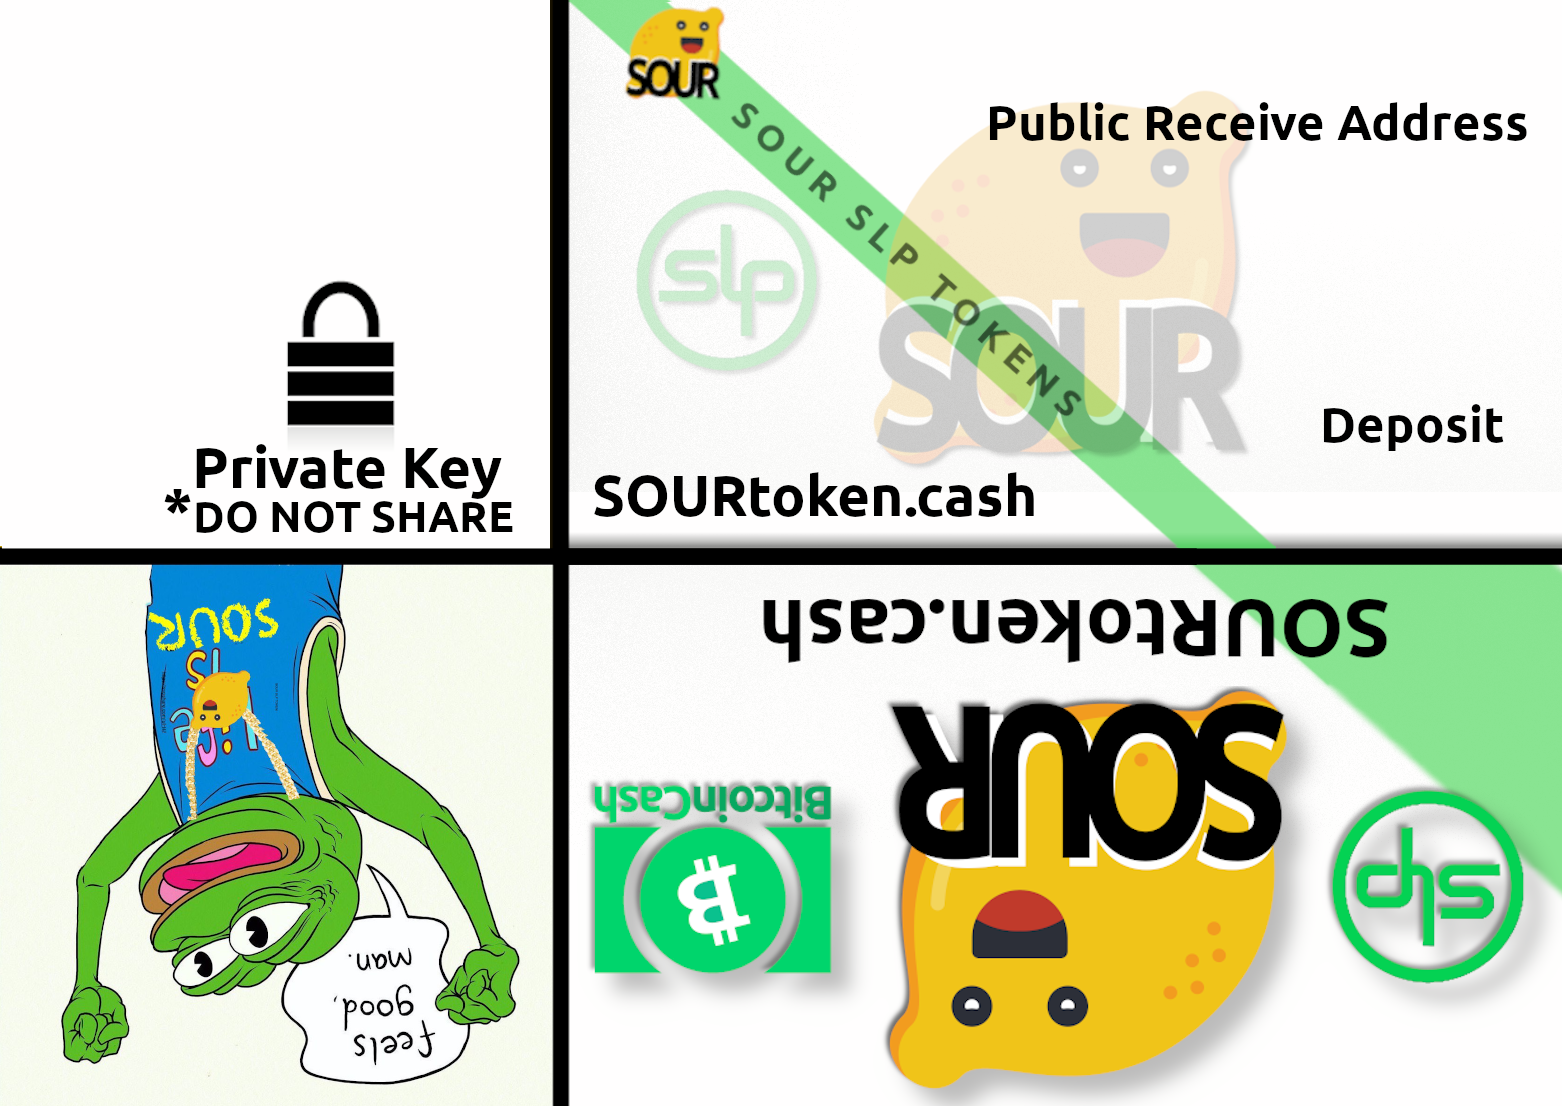 SOUR
SOUR SLP TOKENS
Public Receive Address
slp
SOUR
Deposit
SOURtoken.cash
Private Key
*DO NOT SHARE
SOURtoken.cash
SOUR
BitcoinCash
slp
SOUR
feels
good,
man.